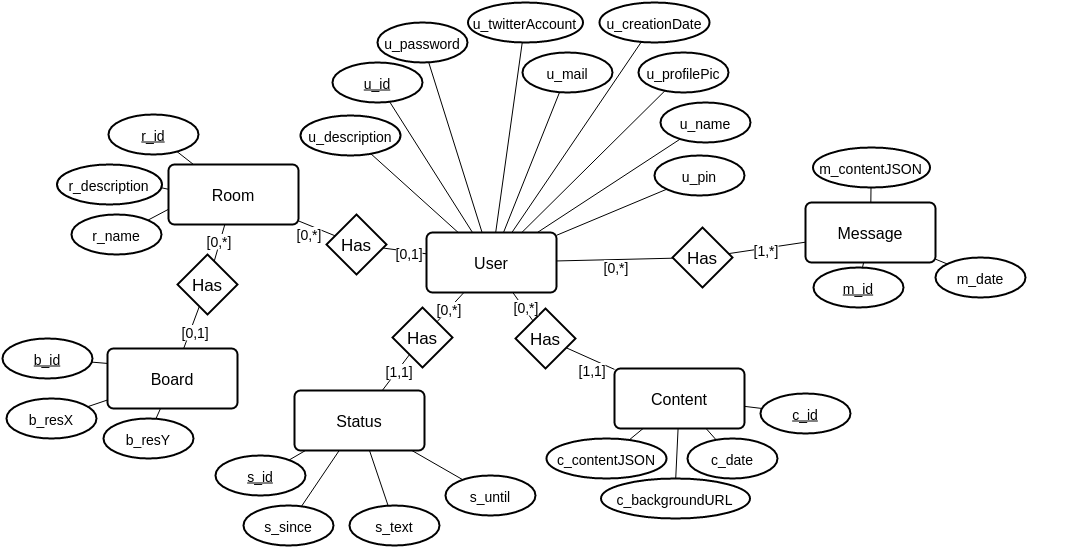 u_twitterAccount
u_creationDate
u_password
u_mail
u_profilePic
u_id
u_name
u_description
u_pin
r_id
r_description
r_name
Room
[0,*]
Has
[0,1]
User
[0,*]
Has
[1,*]
m_contentJSON
Message
m_id
m_date
[0,*]
Has
[0,1]
Board
b_id
b_resX
b_resY
[0,*]
Has
[1,1]
Status
s_id
s_since
s_text
s_until
[0,*]
Has
[1,1]
Content
c_id
c_contentJSON
c_date
c_backgroundURL